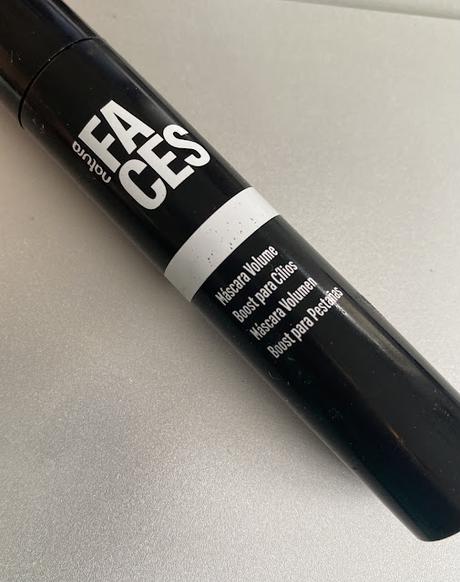 natura
FA
CES
Máscara Volume
Boost para Cílios
Máscara Volumen
Boost para Pestañas